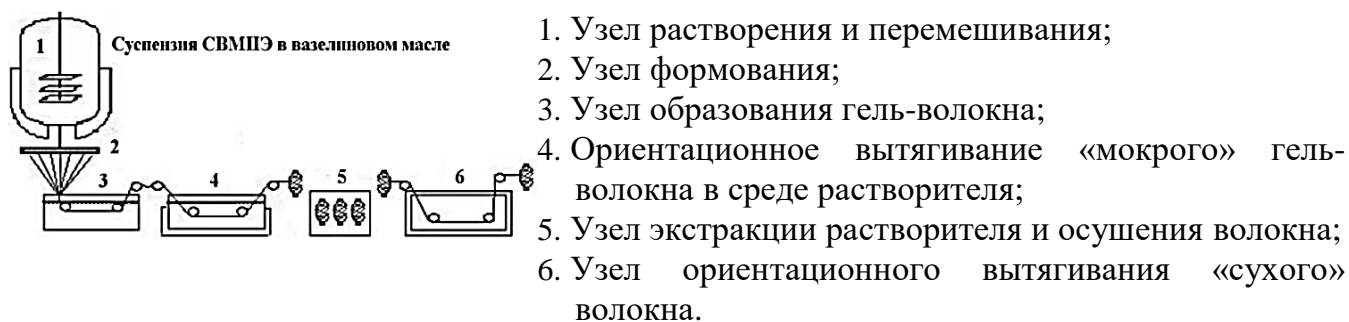 1
Суспензия СВМПЭ в вазелиновом масле
2
3
4
5
6
1. Узел растворения и перемешивания;
2. Узел формования;
3. Узел образования гель-волокна;
4. Ориентационное вытягивание «мокрого» гель-
волокна в среде растворителя;
5. Узел экстракции растворителя и осушения волокна;
6. Узел ориентационного вытягивания «сухого»
волокна.